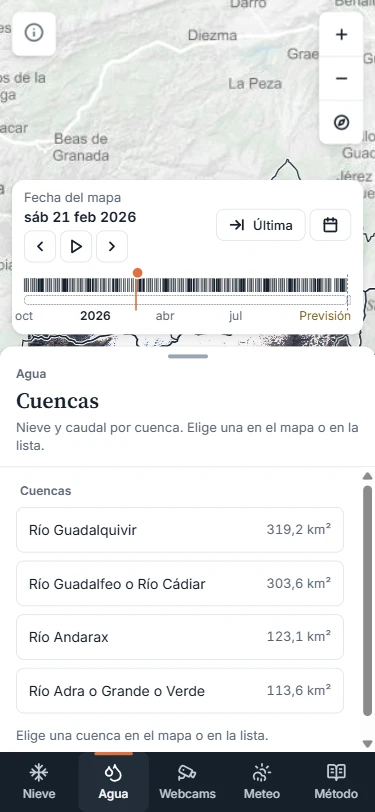 Darro
Diezma
Grae
La Peza
os de la
ga
acar
Beas de
Granada
Guad
Jérez
Fecha del mapa
sáb 21 feb 2026
Última
oct
2026
abr
jul
Previsión
Agua
Cuencas
Nieve y caudal por cuenca. Elige una en el mapa o en la
lista.
Cuencas
Río Guadalquivir 319,2 km²
Río Guadalfeo o Río Cádiar 303,6 km²
Río Andarax 123,1 km²
Río Adra o Grande o Verde 113,6 km²
Elige una cuenca en el mapa o en la lista.
Nieve
Agua
Webcams
Meteo
Método